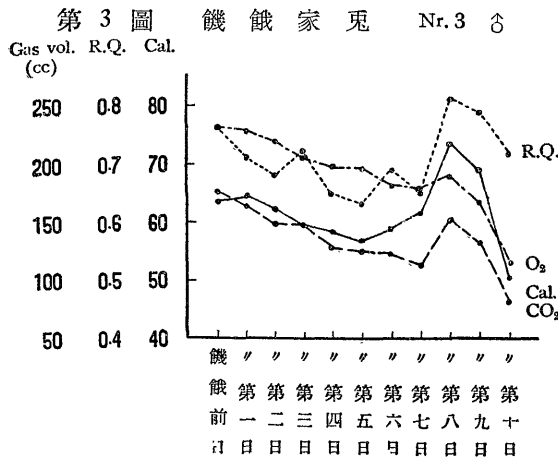 第 3 圖 饑餓家兎 Nr. 3 ♂
Gas vol. (cc) R.Q. Cal.
250 0.8 80
200 0.7 70
150 0.6 60
100 0.5 50
50 0.4 40
R.Q.
O₂
Cal.
CO₂
饑餓前日
〃第一日
〃第二日
〃第三日
〃第四日
〃第五日
〃第六日
〃第七日
〃第八日
〃第九日
〃第十日